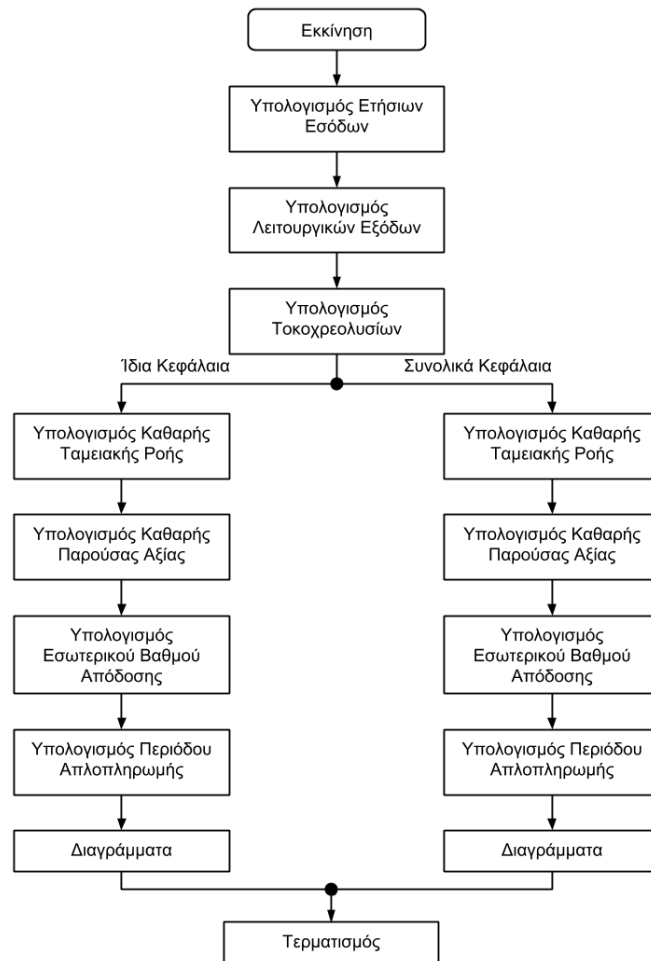 Εκκίνηση
Υπολογισμός Ετήσιων
Εσόδων
Υπολογισμός
Λειτουργικών Εξόδων
Υπολογισμός
Τοκοχρεολυσίων
Ίδια Κεφάλαια
Συνολικά Κεφάλαια
Υπολογισμός Καθαρής
Ταμειακής Ροής
Υπολογισμός Καθαρής
Παρούσας Αξίας
Υπολογισμός
Εσωτερικού Βαθμού
Απόδοσης
Υπολογισμός Περιόδου
Απλοπληρωμής
Διαγράμματα
Υπολογισμός Καθαρής
Ταμειακής Ροής
Υπολογισμός Καθαρής
Παρούσας Αξίας
Υπολογισμός
Εσωτερικού Βαθμού
Απόδοσης
Υπολογισμός Περιόδου
Απλοπληρωμής
Διαγράμματα
Τερματισμός